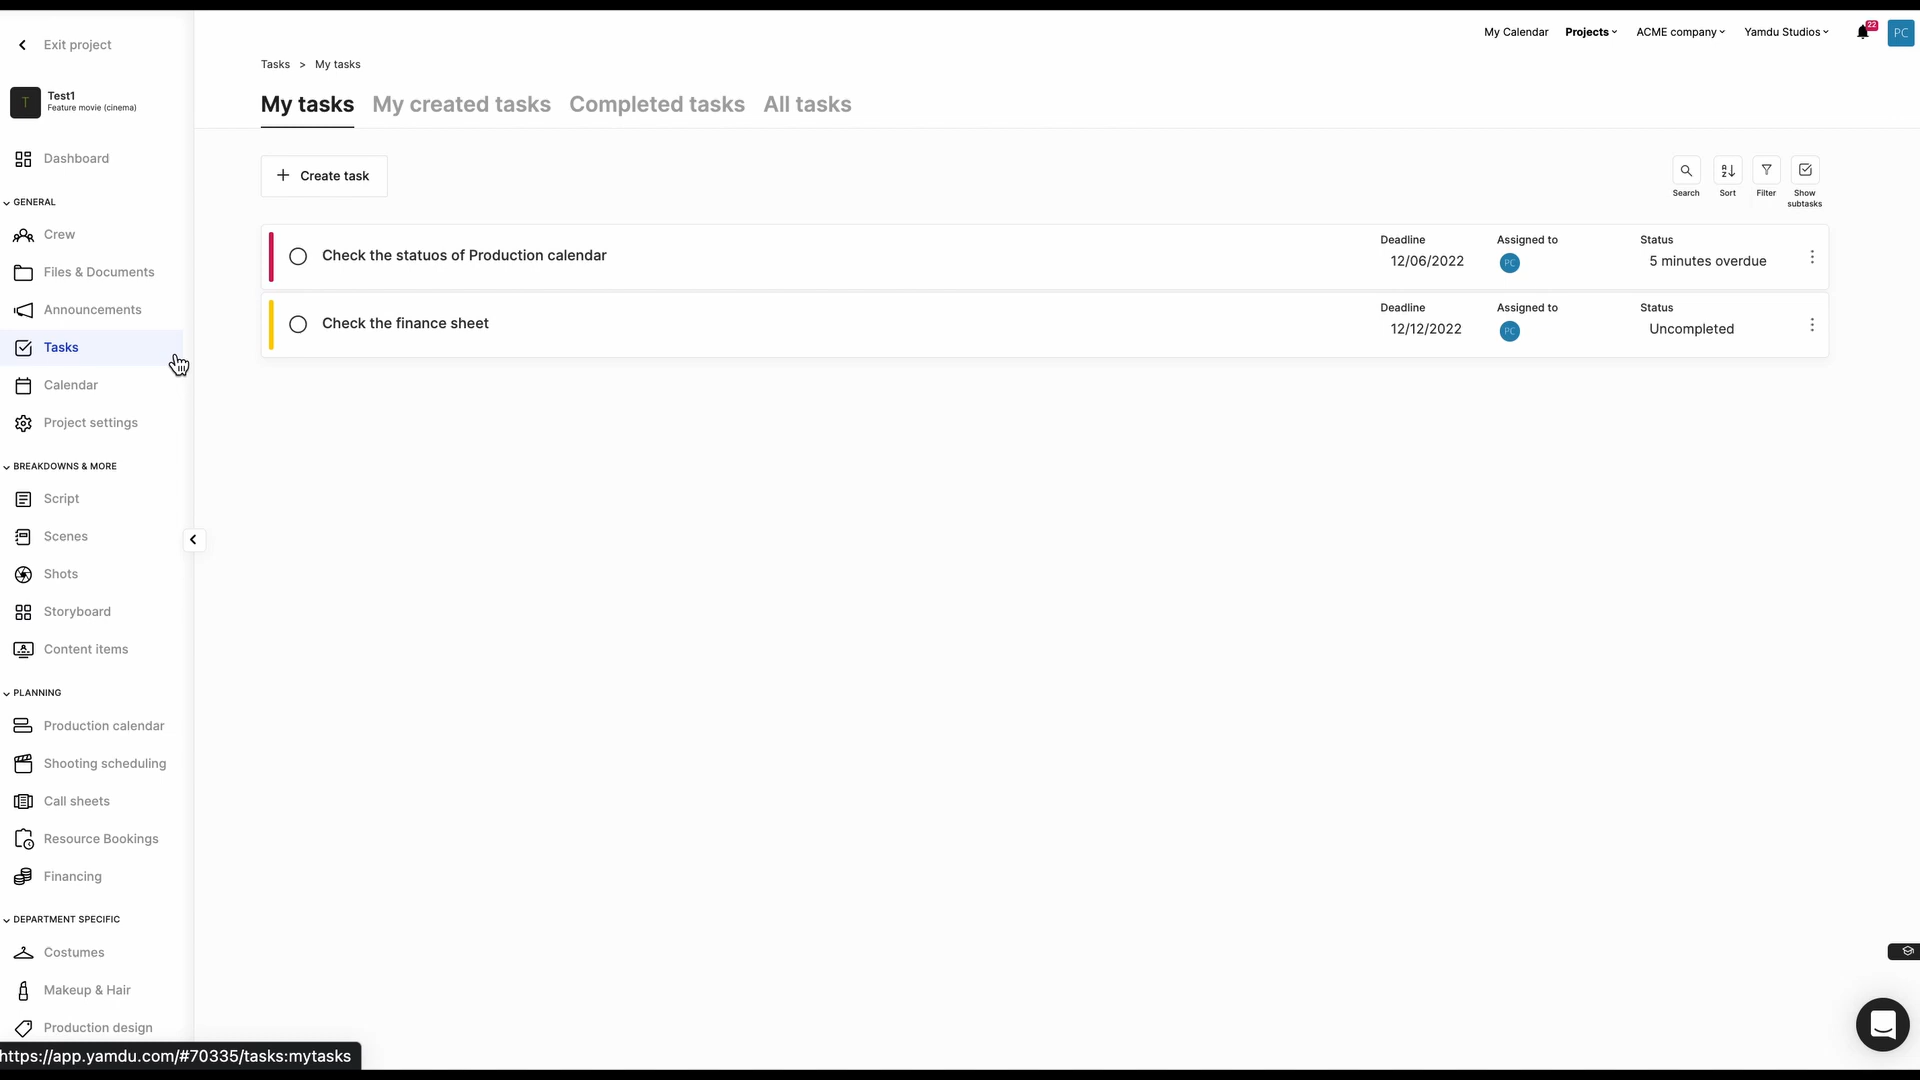 Exit project
My Calendar Projects ACME company Yamdu Studios 22 PC
Tasks > My tasks
T Test1
Feature movie (cinema)
My tasks My created tasks Completed tasks All tasks
Dashboard
+ Create task
Search
Sort
Filter
Show
subtasks
GENERAL
Crew
Files & Documents
Announcements
Tasks
Calendar
Project settings
Check the statuos of Production calendar
Deadline
12/06/2022
Assigned to
PC
Status
5 minutes overdue
Check the finance sheet
Deadline
12/12/2022
Assigned to
PC
Status
Uncompleted
BREAKDOWNS & MORE
Script
Scenes
Shots
Storyboard
Content items
PLANNING
Production calendar
Shooting scheduling
Call sheets
Resource Bookings
Financing
DEPARTMENT SPECIFIC
Costumes
Makeup & Hair
Production design
https://app.yamdu.com/#70335/tasks:mytasks